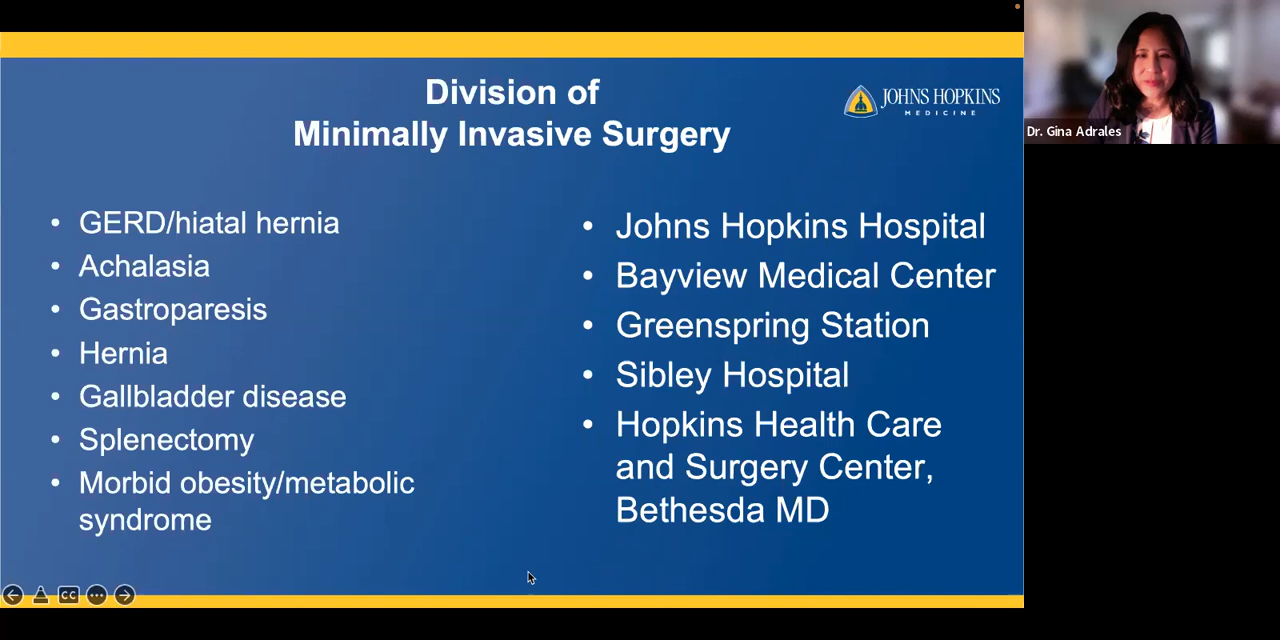 Division of
Minimally Invasive Surgery
JOHNS HOPKINS
MEDICINE
Dr. Gina Adrales
• GERD/hiatal hernia
• Achalasia
• Gastroparesis
• Hernia
• Gallbladder disease
• Splenectomy
• Morbid obesity/metabolic
syndrome
• Johns Hopkins Hospital
• Bayview Medical Center
• Greenspring Station
• Sibley Hospital
• Hopkins Health Care
and Surgery Center,
Bethesda MD
CC